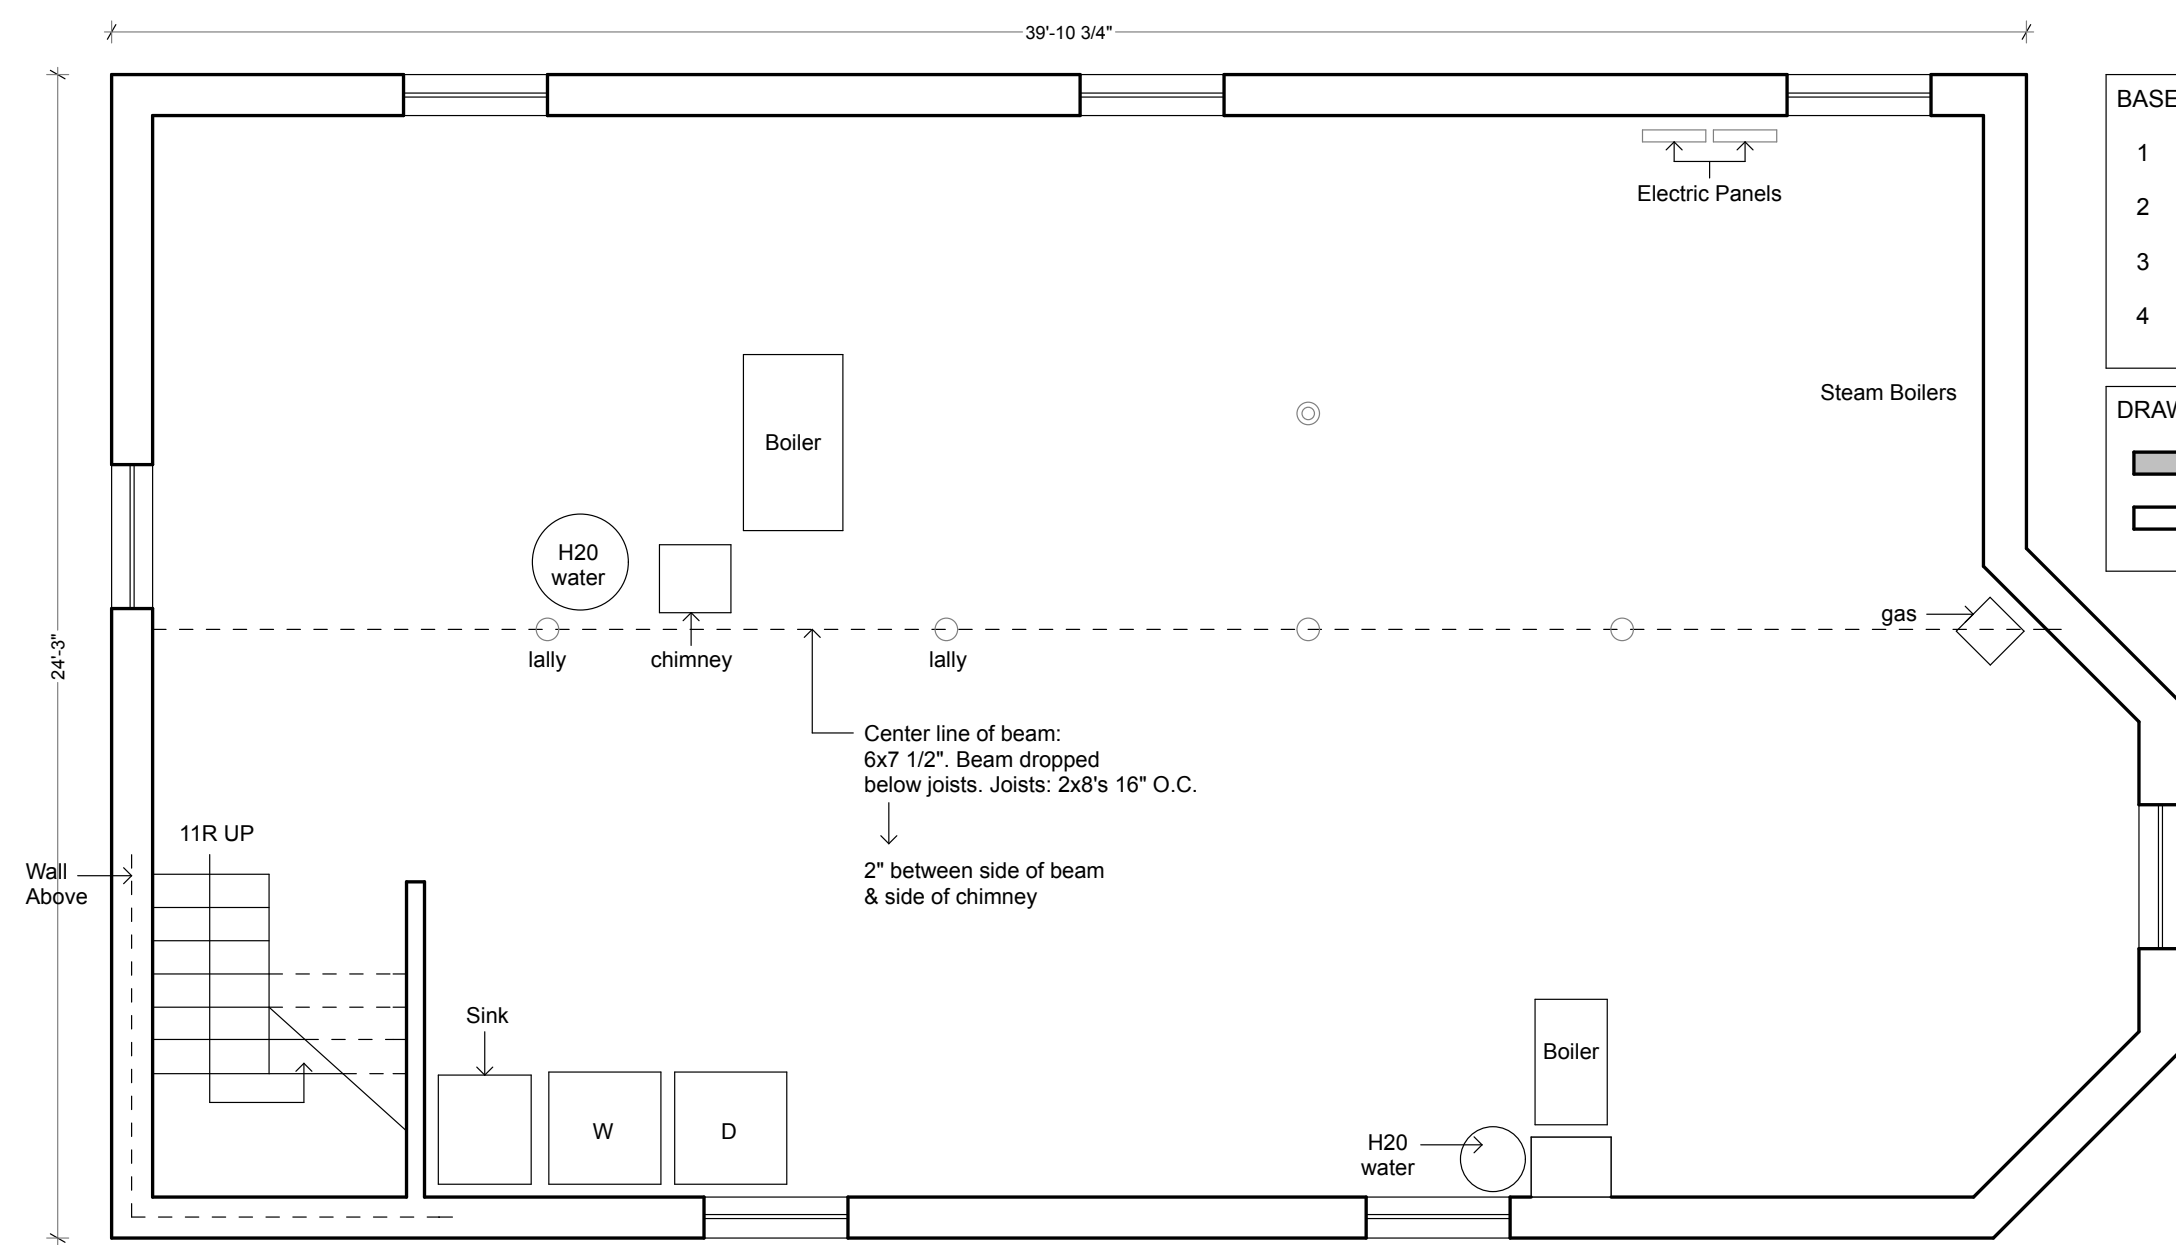 39'-10 3/4"
BASE
1
2
3
4
Electric Panels
Steam Boilers
DRAW
Boiler
H20
water
gas
24'-3"
lally
chimney
lally
Center line of beam:
6x7 1/2". Beam dropped
below joists. Joists: 2x8's 16" O.C.
2" between side of beam
& side of chimney
11R UP
Wall
Above
Sink
W
D
Boiler
H20
water